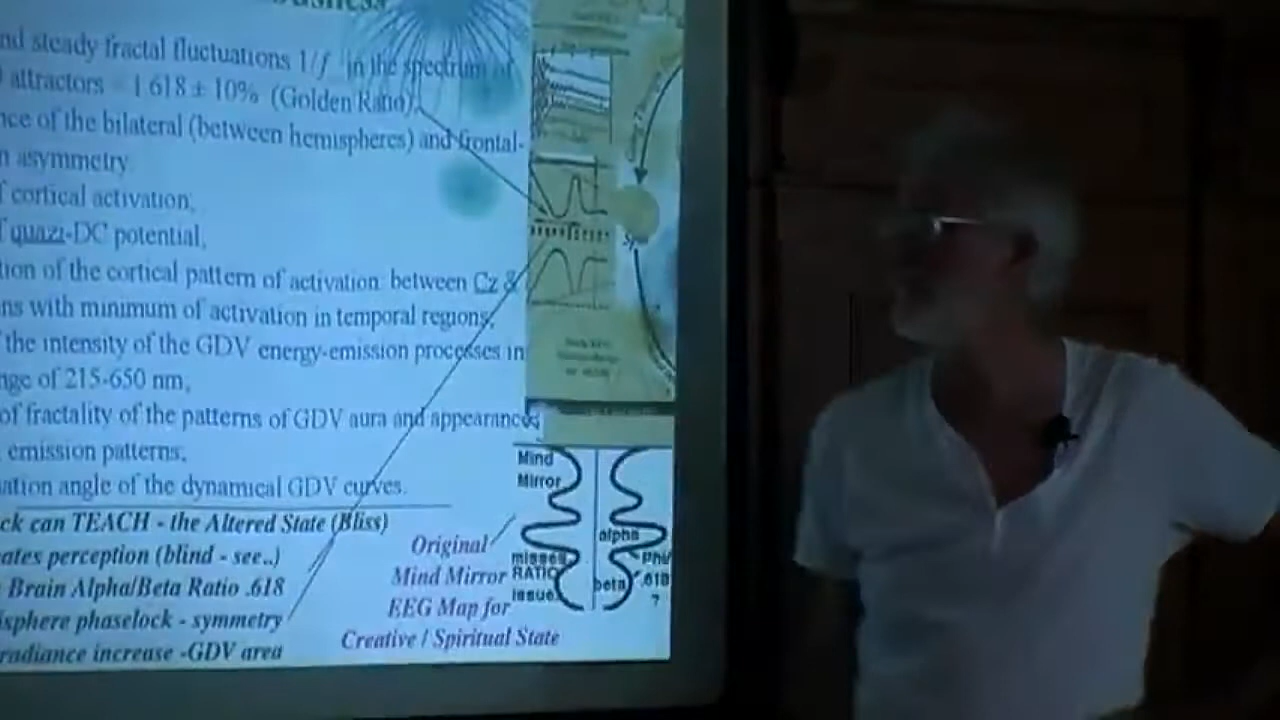 nd steady fractal fluctuations 1/f in the spectrum of
attractors - 1 618 ± 10% (Golden Ratio),
nce of the bilateral (between hemispheres) and frontal-
n asymmetry.
f cortical activation;
f quazi-DC potential,
tion of the cortical pattern of activation: between Cz &
ns with minimum of activation in temporal regions;
the intensity of the GDV energy-emission processes in
nge of 215-650 nm,
of fractality of the patterns of GDV aura and appearances
emission patterns;
ation angle of the dynamical GDV curves.
ck can TEACH - the Altered State (Bliss)
ates perception (blind - see..)
Brain Alpha/Beta Ratio .618
isphere phaselock - symmetry
radiance increase -GDV area
Original
Mind Mirror
EEG Map for
Creative / Spiritual State
Mind
Mirror
misses
RATIO
issue
alpha
beta
Phi/
.618
?